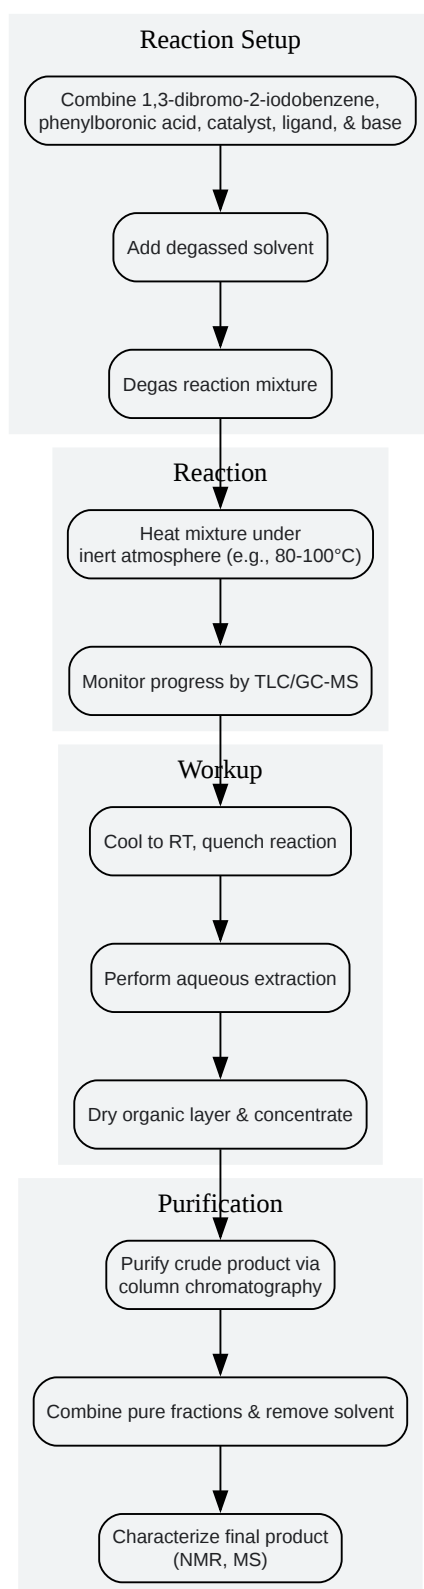 Reaction Setup
Combine 1,3-dibromo-2-iodobenzene,
phenylboronic acid, catalyst, ligand, & base
Add degassed solvent
Degas reaction mixture
Reaction
Heat mixture under
inert atmosphere (e.g., 80-100°C)
Monitor progress by TLC/GC-MS
Workup
Cool to RT, quench reaction
Perform aqueous extraction
Dry organic layer & concentrate
Purification
Purify crude product via
column chromatography
Combine pure fractions & remove solvent
Characterize final product
(NMR, MS)